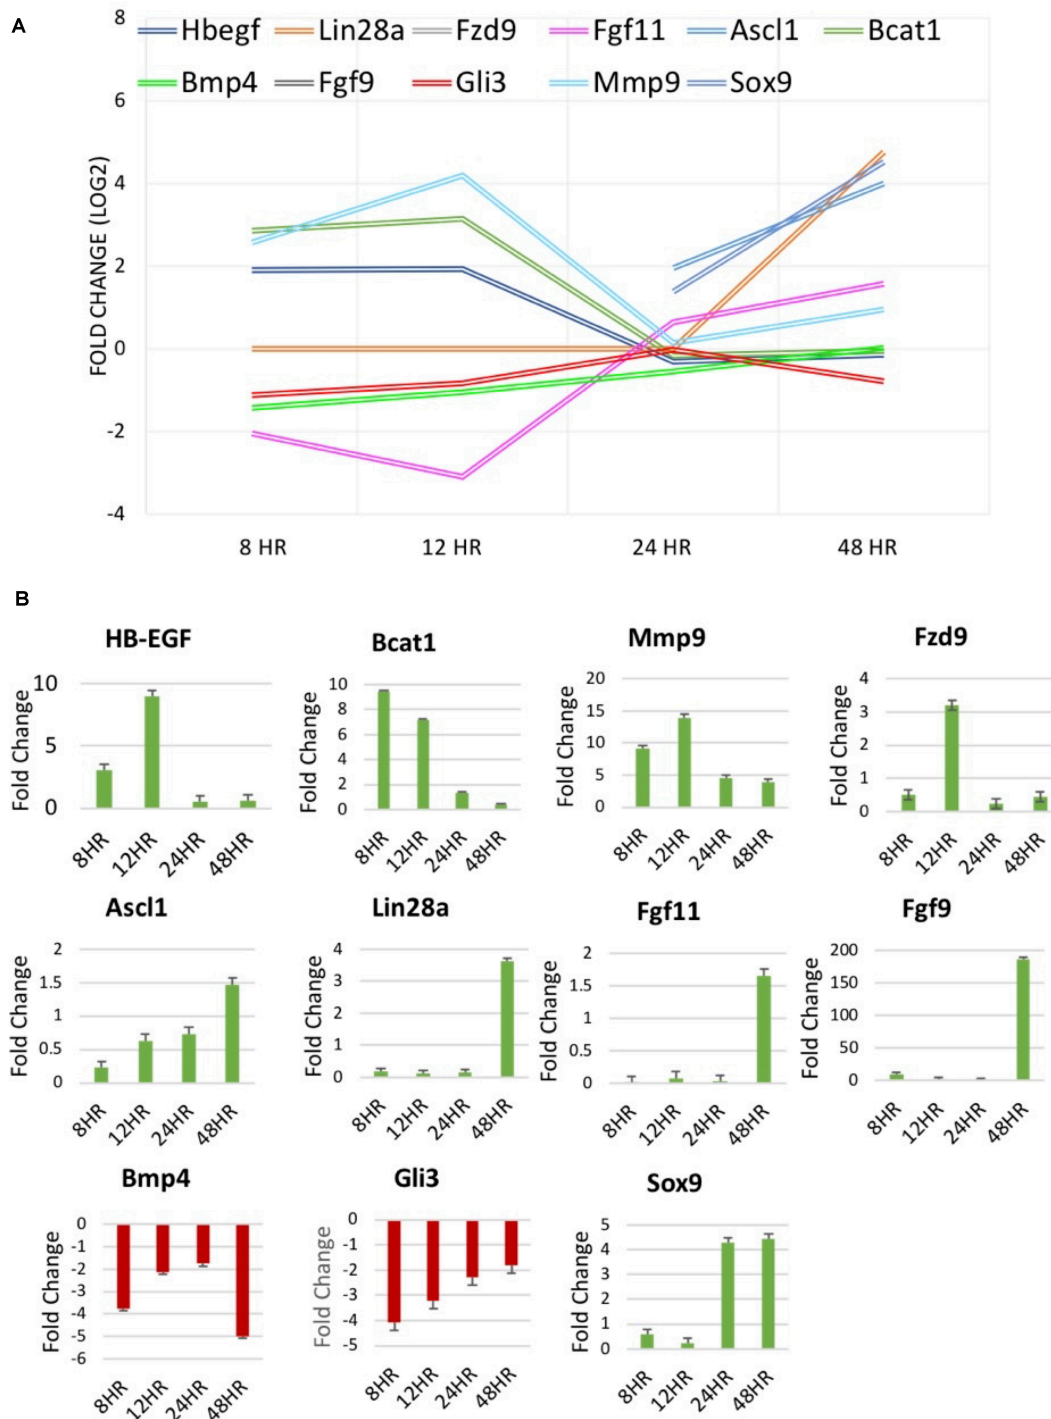 A
Hbegf Lin28a Fzd9 Fgf11 Ascl1 Bcat1
Bmp4 Fgf9 Gli3 Mmp9 Sox9
FOLD CHANGE (LOG2)
8
6
4
2
0
-2
-4
8 HR 12 HR 24 HR 48 HR
B
HB-EGF
Fold Change
10
5
0
8HR 12HR 24HR 48HR
Bcat1
Fold Change
10
8
6
4
2
0
8HR 12HR 24HR 48HR
Mmp9
Fold Change
20
15
10
5
0
8HR 12HR 24HR 48HR
Fzd9
Fold Change
4
3
2
1
0
8HR 12HR 24HR 48HR
Ascl1
Fold Change
2
1.5
1
0.5
0
8HR 12HR 24HR 48HR
Lin28a
Fold Change
4
3
2
1
0
8HR 12HR 24HR 48HR
Fgf11
Fold Change
2
1.5
1
0.5
0
8HR 12HR 24HR 48HR
Fgf9
Fold Change
200
150
100
50
0
8HR 12HR 24HR 48HR
Bmp4
Fold Change
0
-1
-2
-3
-4
-5
-6
8HR 12HR 24HR 48HR
Gli3
Fold Change
0
-1
-2
-3
-4
-5
8HR 12HR 24HR 48HR
Sox9
Fold Change
5
4
3
2
1
0
8HR 12HR 24HR 48HR